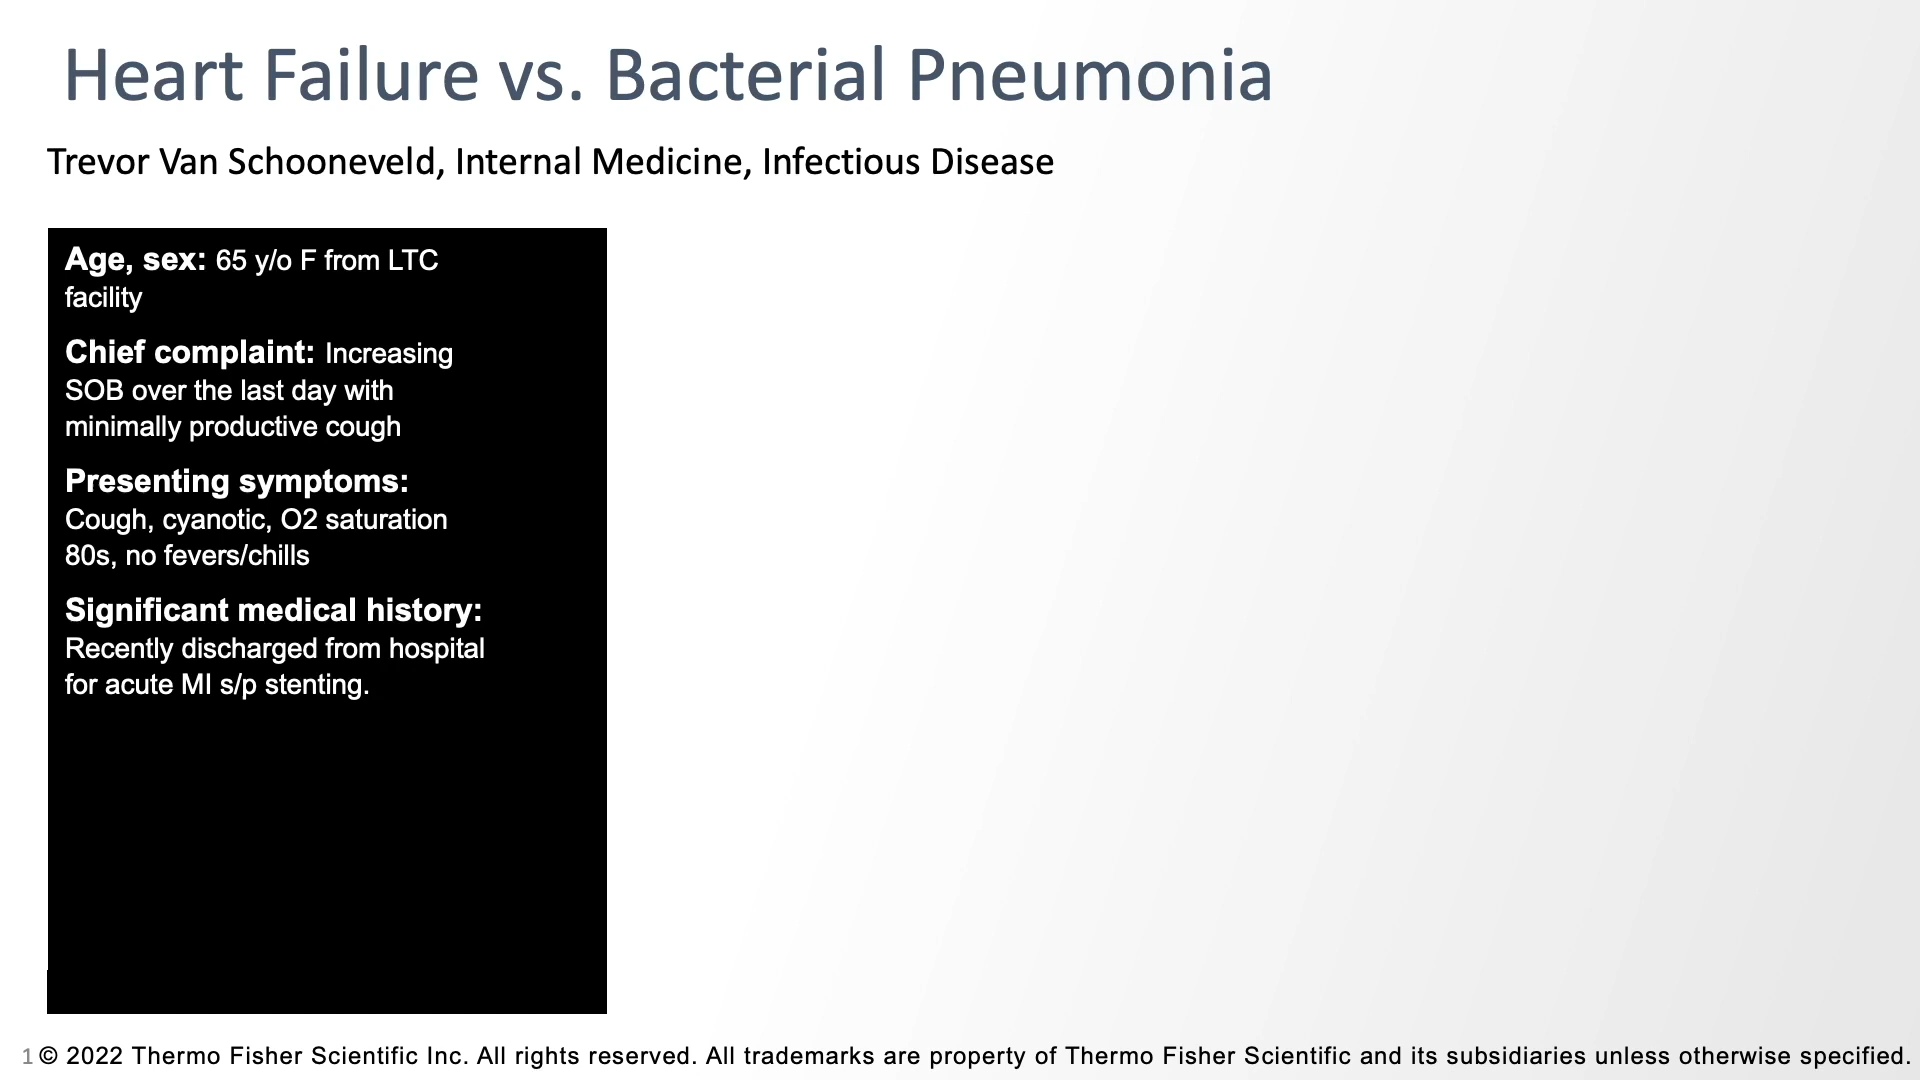 Heart Failure vs. Bacterial Pneumonia
Trevor Van Schooneveld, Internal Medicine, Infectious Disease
Age, sex: 65 y/o F from LTC
facility
Chief complaint: Increasing
SOB over the last day with
minimally productive cough
Presenting symptoms:
Cough, cyanotic, O2 saturation
80s, no fevers/chills
Significant medical history:
Recently discharged from hospital
for acute MI s/p stenting.
1 © 2022 Thermo Fisher Scientific Inc. All rights reserved. All trademarks are property of Thermo Fisher Scientific and its subsidiaries unless otherwise specified.